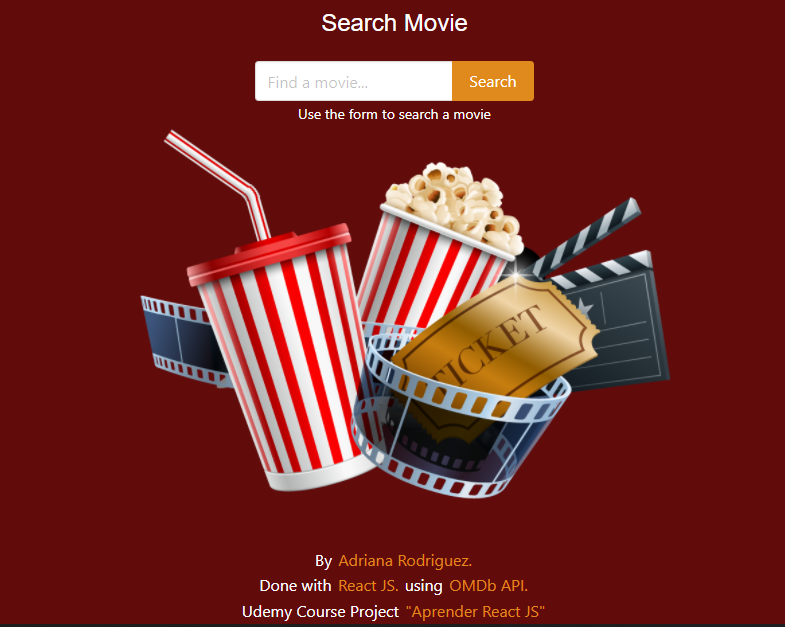 Search Movie
Find a movie... Search
Use the form to search a movie
TICKET
By Adriana Rodriguez.
Done with React JS. using OMDb API.
Udemy Course Project "Aprender React JS"